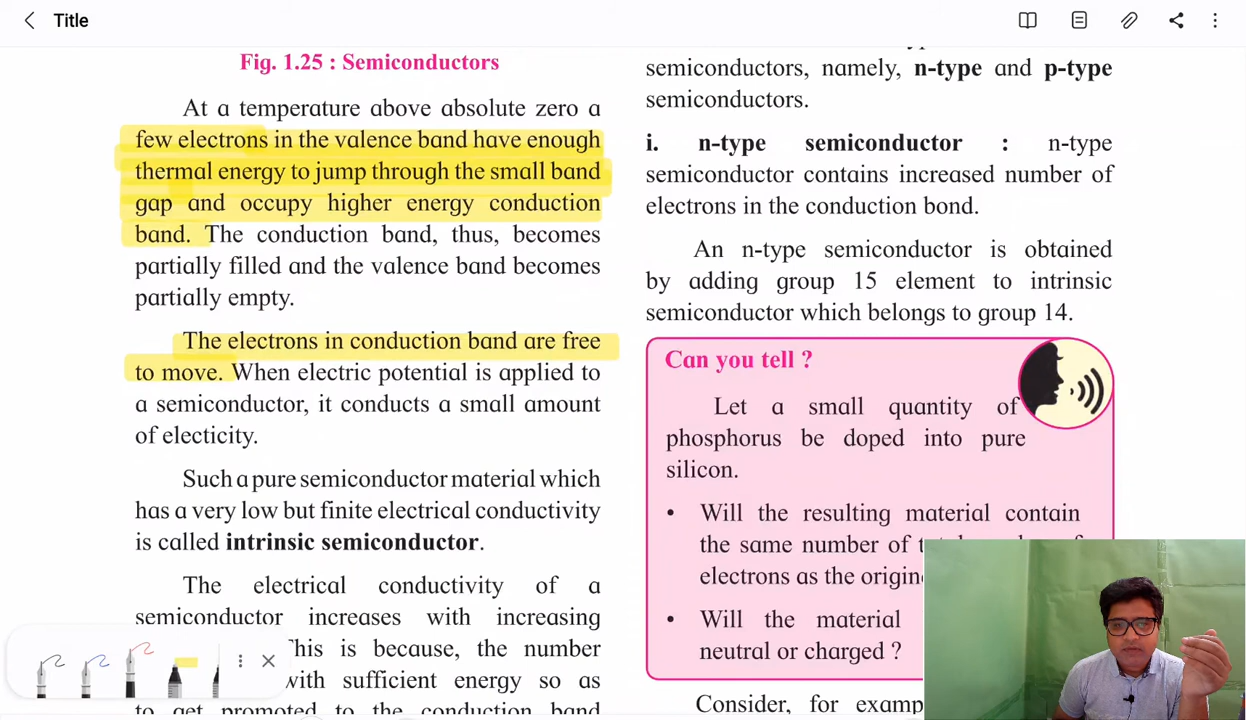 Title
Fig. 1.25 : Semiconductors
At a temperature above absolute zero a
few electrons in the valence band have enough
thermal energy to jump through the small band
gap and occupy higher energy conduction
band. The conduction band, thus, becomes
partially filled and the valence band becomes
partially empty.
The electrons in conduction band are free
to move. When electric potential is applied to
a semiconductor, it conducts a small amount
of electicity.
Such a pure semiconductor material which
has a very low but finite electrical conductivity
is called intrinsic semiconductor.
The electrical conductivity of a
semiconductor increases with increasing
This is because, the number
with sufficient energy so as
to get promoted to the conduction band
semiconductors, namely, n-type and p-type
semiconductors.
i. n-type semiconductor : n-type
semiconductor contains increased number of
electrons in the conduction bond.
An n-type semiconductor is obtained
by adding group 15 element to intrinsic
semiconductor which belongs to group 14.
Can you tell ?
Let a small quantity of
phosphorus be doped into pure
silicon.
• Will the resulting material contain
the same number of
electrons as the
• Will the material
neutral or charged ?
Consider, for